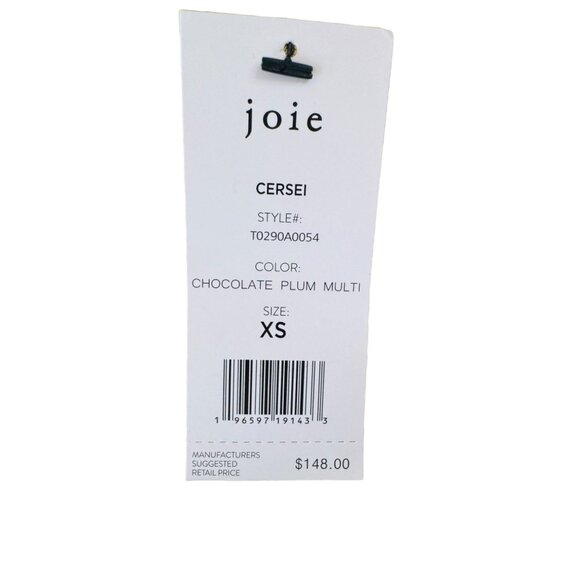 joie
CERSEI
STYLE#:
T0290A0054
COLOR:
CHOCOLATE PLUM MULTI
SIZE:
XS
1 96597 19143 3
MANUFACTURERS
SUGGESTED
RETAIL PRICE
$148.00